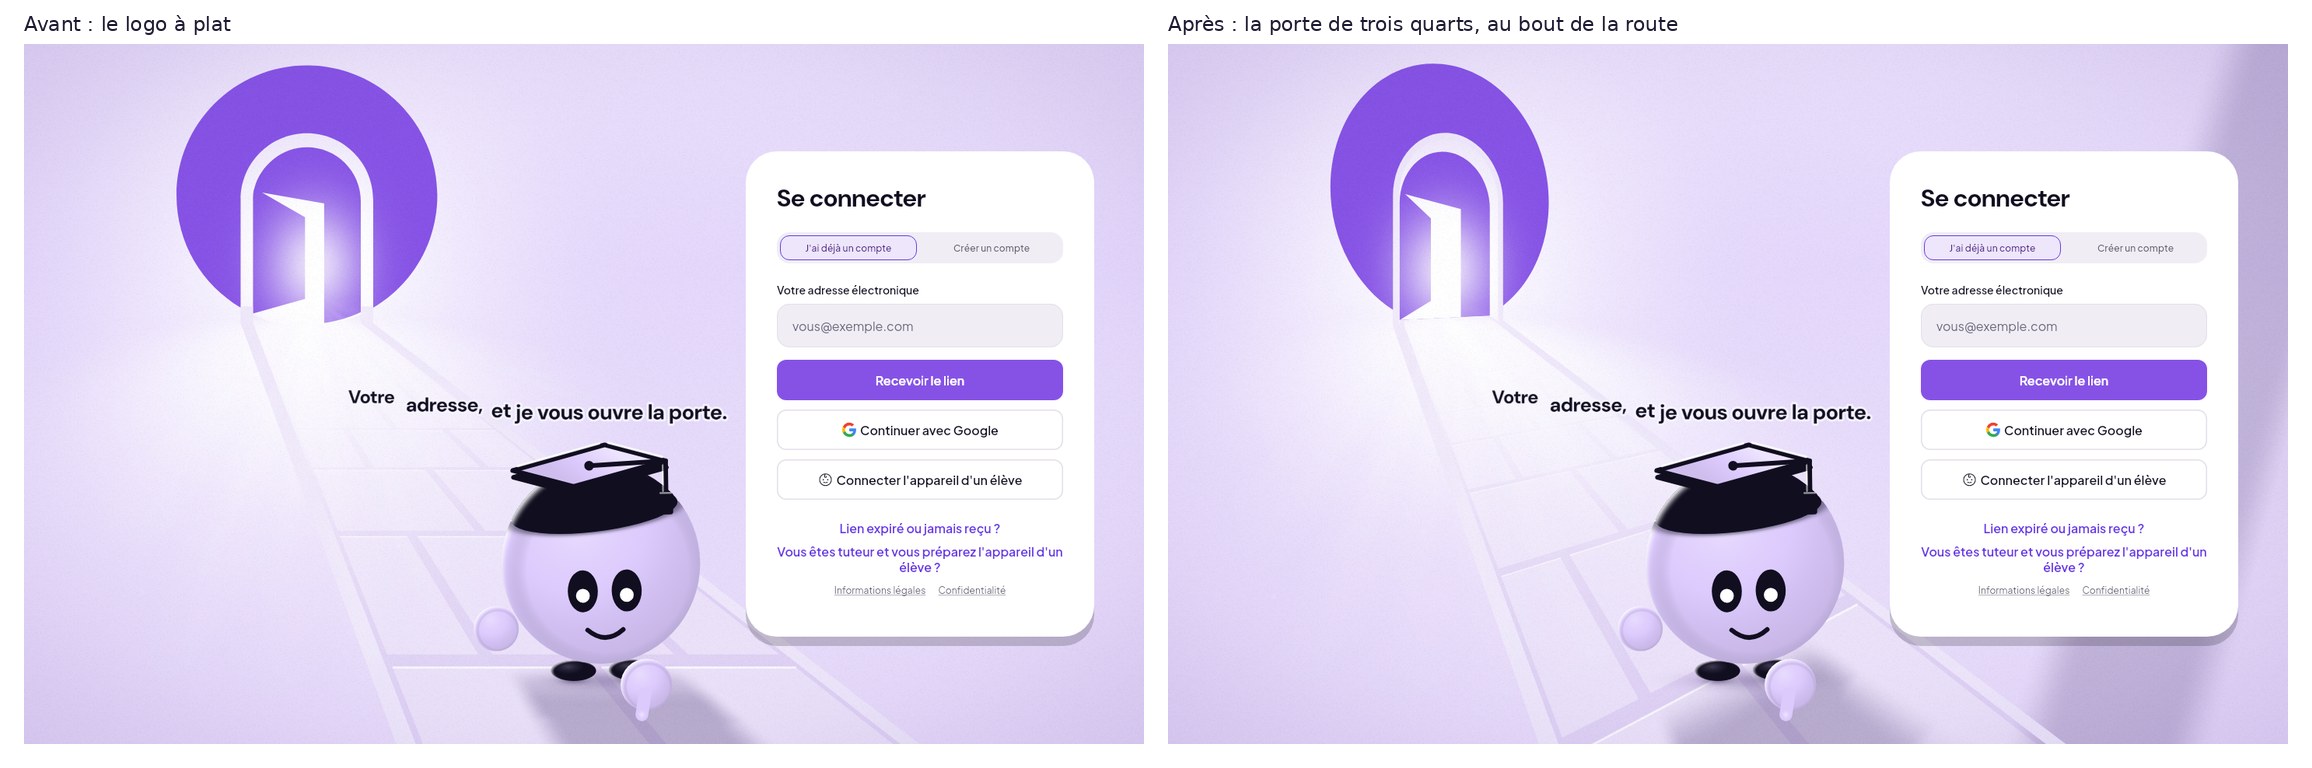 Avant : le logo à plat
Votre adresse, et je vous ouvre la porte.
Se connecter
J'ai déjà un compte
Créer un compte
Votre adresse électronique
vous@exemple.com
Recevoir le lien
Continuer avec Google
Connecter l'appareil d'un élève
Lien expiré ou jamais reçu ?
Vous êtes tuteur et vous préparez l'appareil d'un
élève ?
Informations légales
Confidentialité
Après : la porte de trois quarts, au bout de la route
Votre adresse, et je vous ouvre la porte.
Se connecter
J'ai déjà un compte
Créer un compte
Votre adresse électronique
vous@exemple.com
Recevoir le lien
Continuer avec Google
Connecter l'appareil d'un élève
Lien expiré ou jamais reçu ?
Vous êtes tuteur et vous préparez l'appareil d'un
élève ?
Informations légales
Confidentialité